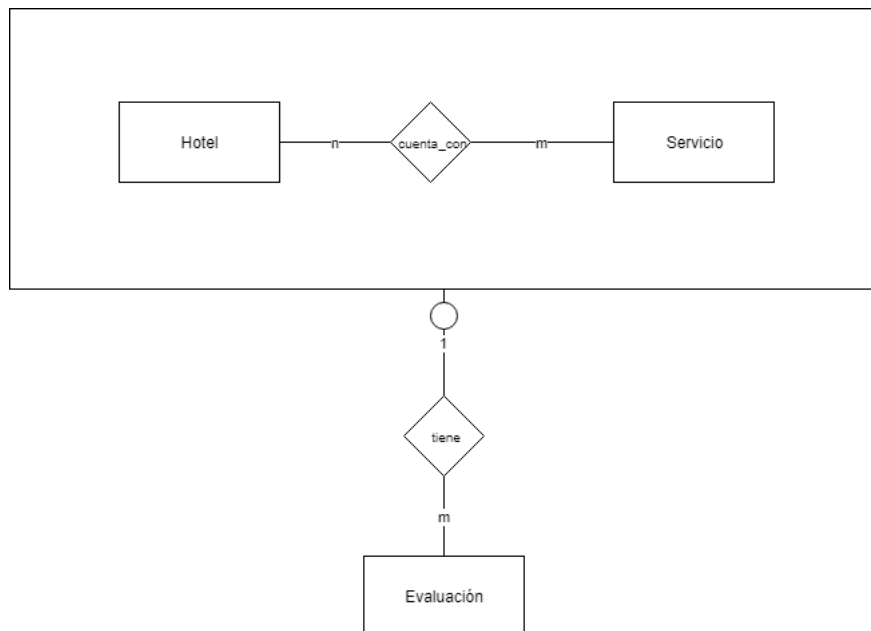 Hotel
n
cuenta_con
m
Servicio
1
tiene
m
Evaluación